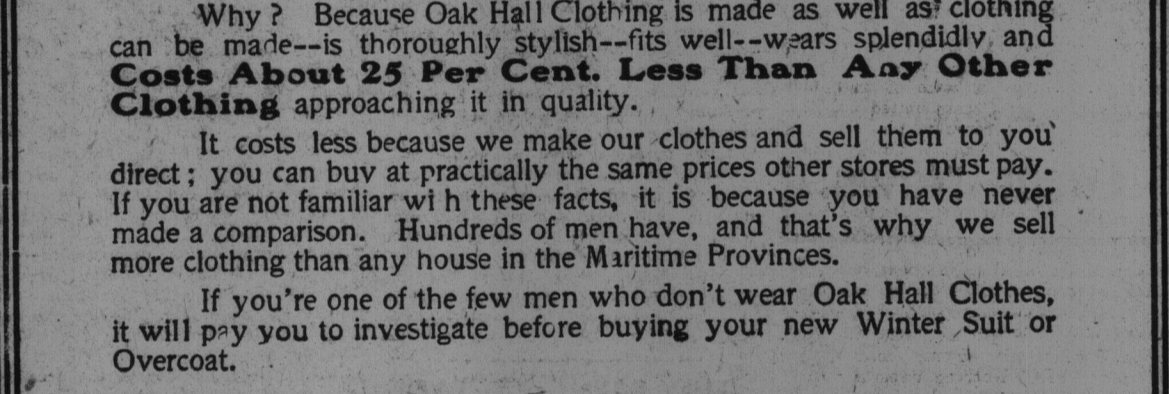 Why? Because Oak Hall Clothing is made as well as clothing
can be made--is thoroughly stylish--fits well--wears splendidly and
Costs About 25 Per Cent. Less Than Any Other
Clothing approaching it in quality.
It costs less because we make our clothes and sell them to you
direct; you can buy at practically the same prices other stores must pay.
If you are not familiar wi h these facts, it is because you have never
made a comparison. Hundreds of men have, and that's why we sell
more clothing than any house in the Maritime Provinces.
If you're one of the few men who don't wear Oak Hall Clothes,
it will pay you to investigate before buying your new Winter Suit or
Overcoat.